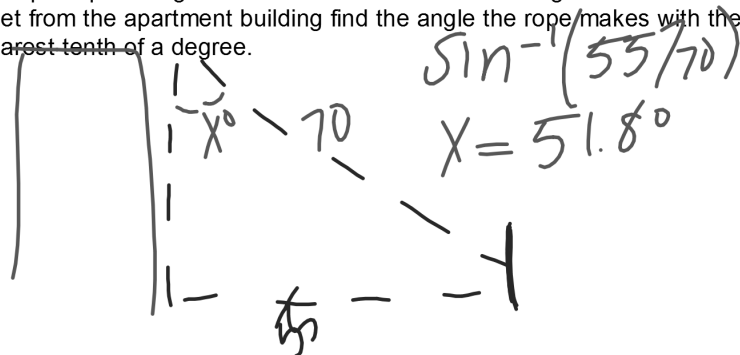 et from the apartment building find the angle the rope makes with the
arest tenth of a degree.
sin⁻¹(55/70)
x°
70
x = 51.8°
55